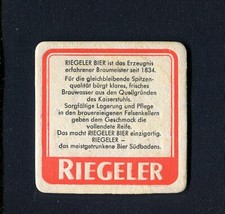 RIEGELER BIER ist das Erzeugnis
erfahrener Braumeister seit 1834.
Für die gleichbleibende Spitzen-
qualität bürgt klares, frisches
Brauwasser aus den Quellgründen
des Kaiserstuhls.
Sorgfältige Lagerung und Pflege
in den brauereieigenen Felsenkellern
geben dem Geschmack die
vollendete Reife.
Das macht RIEGELER BIER einzigartig.
RIEGELER –
das meistgetrunkene Bier Südbadens.
RIEGELER